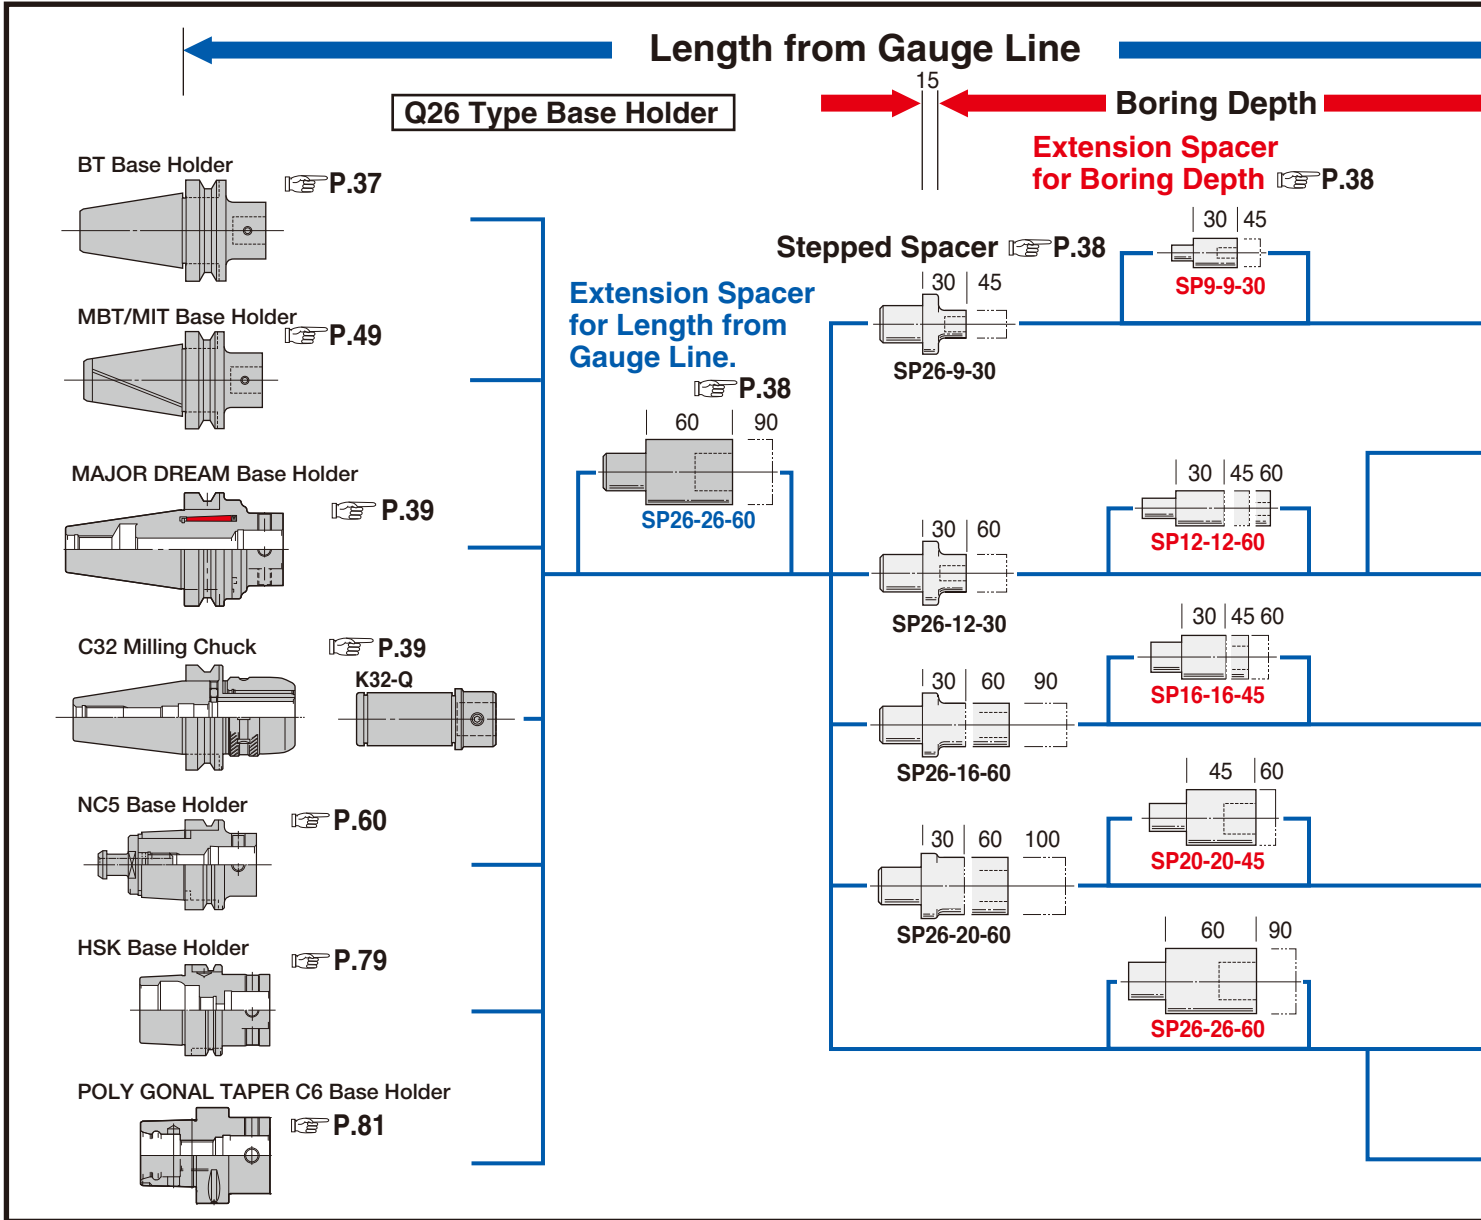 Length from Gauge Line
15
Q26 Type Base Holder
Boring Depth
Extension Spacer
for Boring Depth ☞P.38
BT Base Holder
☞P.37
30 45
SP9-9-30
Stepped Spacer ☞P.38
30 45
SP26-9-30
Extension Spacer
for Length from
Gauge Line.
☞P.38
60 90
SP26-26-60
MBT/MIT Base Holder
☞P.49
MAJOR DREAM Base Holder
☞P.39
30 45 60
SP12-12-60
30 60
SP26-12-30
C32 Milling Chuck
☞P.39
K32-Q
30 45 60
SP16-16-45
30 60 90
SP26-16-60
NC5 Base Holder
☞P.60
45 60
SP20-20-45
30 60 100
SP26-20-60
HSK Base Holder
☞P.79
60 90
SP26-26-60
POLY GONAL TAPER C6 Base Holder
☞P.81